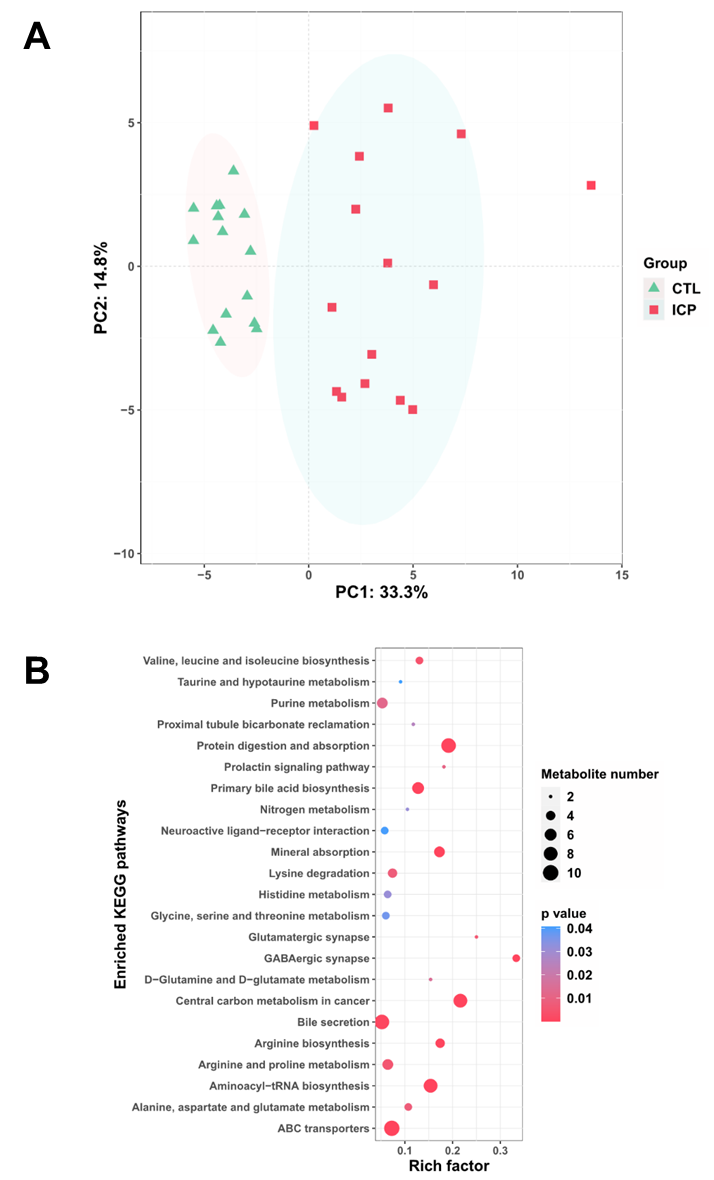 A
5
0
−5
−10
−5
0
5
10
15
PC2: 14.8%
PC1: 33.3%
Group
CTL
ICP
B
Valine, leucine and isoleucine biosynthesis
Taurine and hypotaurine metabolism
Purine metabolism
Proximal tubule bicarbonate reclamation
Protein digestion and absorption
Prolactin signaling pathway
Primary bile acid biosynthesis
Nitrogen metabolism
Neuroactive ligand−receptor interaction
Mineral absorption
Lysine degradation
Histidine metabolism
Glycine, serine and threonine metabolism
Glutamatergic synapse
GABAergic synapse
D−Glutamine and D−glutamate metabolism
Central carbon metabolism in cancer
Bile secretion
Arginine biosynthesis
Arginine and proline metabolism
Aminoacyl−tRNA biosynthesis
Alanine, aspartate and glutamate metabolism
ABC transporters
Enriched KEGG pathways
0.1
0.2
0.3
Rich factor
Metabolite number
2
4
6
8
10
p value
0.04
0.03
0.02
0.01